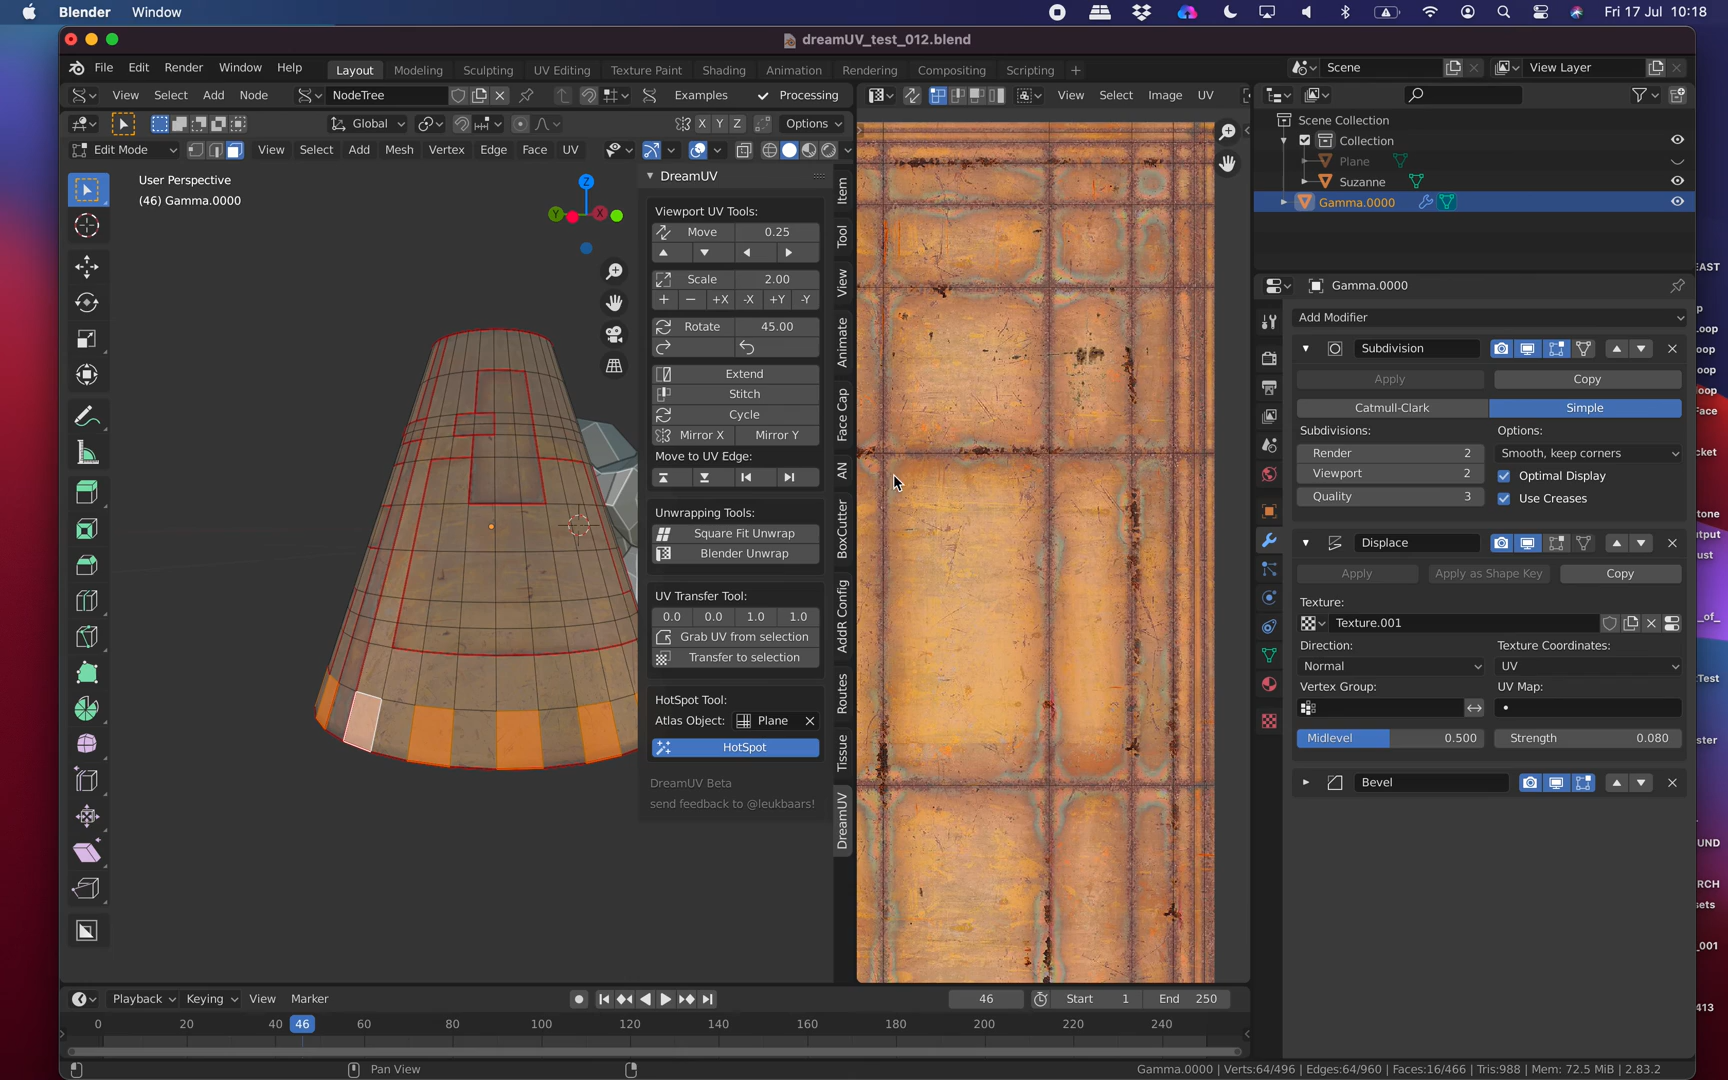 Blender Window
Fri 17 Jul 10:18
dreamUV_test_012.blend
File Edit Render Window Help
Layout Modeling Sculpting UV Editing Texture Paint Shading Animation Rendering Compositing Scripting +
Scene
View Layer
View Select Add Node
NodeTree
Examples
Processing
View Select Image UV
Global
X Y Z
Options
Edit Mode
View Select Add Mesh Vertex Edge Face UV
User Perspective
(46) Gamma.0000
Z
Y
X
DreamUV
Viewport UV Tools:
Move 0.25
Scale 2.00
+ − +X -X +Y -Y
Rotate 45.00
Extend
Stitch
Cycle
Mirror X Mirror Y
Move to UV Edge:
Unwrapping Tools:
Square Fit Unwrap
Blender Unwrap
UV Transfer Tool:
0.0 0.0 1.0 1.0
Grab UV from selection
Transfer to selection
HotSpot Tool:
Atlas Object: Plane
HotSpot
DreamUV Beta
send feedback to @leukbaars!
Item
Tool
View
Animate
Face Cap
AN
BoxCutter
AddR Config
Routes
Tissue
DreamUV
Scene Collection
Collection
Plane
Suzanne
Gamma.0000
Gamma.0000
Add Modifier
Subdivision
Apply Copy
Catmull-Clark Simple
Subdivisions: Options:
Render 2 Smooth, keep corners
Viewport 2 Optimal Display
Quality 3 Use Creases
Displace
Apply Apply as Shape Key Copy
Texture:
Texture.001
Direction: Texture Coordinates:
Normal UV
Vertex Group: UV Map:
Midlevel 0.500 Strength 0.080
Bevel
Playback Keying View Marker
46 Start 1 End 250
0 20 40 46 60 80 100 120 140 160 180 200 220 240
Pan View
Gamma.0000 | Verts:64/496 | Edges:64/960 | Faces:16/466 | Tris:988 | Mem: 72.5 MiB | 2.83.2